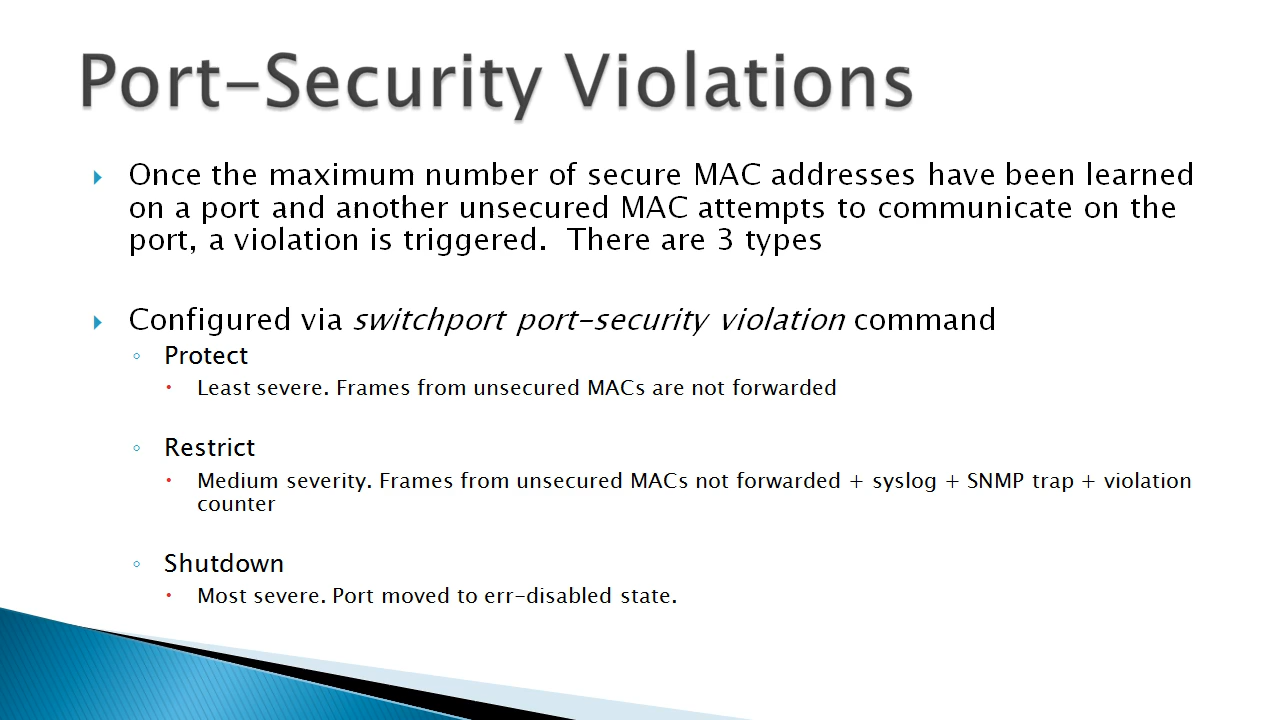 Port-Security Violations
Once the maximum number of secure MAC addresses have been learned
on a port and another unsecured MAC attempts to communicate on the
port, a violation is triggered.  There are 3 types
Configured via switchport port-security violation command
Protect
Least severe. Frames from unsecured MACs are not forwarded
Restrict
Medium severity. Frames from unsecured MACs not forwarded + syslog + SNMP trap + violation
counter
Shutdown
Most severe. Port moved to err-disabled state.